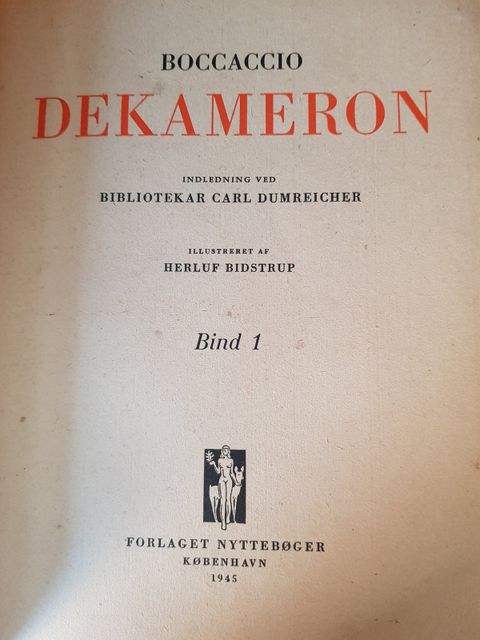 BOCCACCIO
DEKAMERON
INDLEDNING VED
BIBLIOTEKAR CARL DUMREICHER
ILLUSTRERET AF
HERLUF BIDSTRUP
Bind 1
FORLAGET NYTTEBØGER
KØBENHAVN
1945